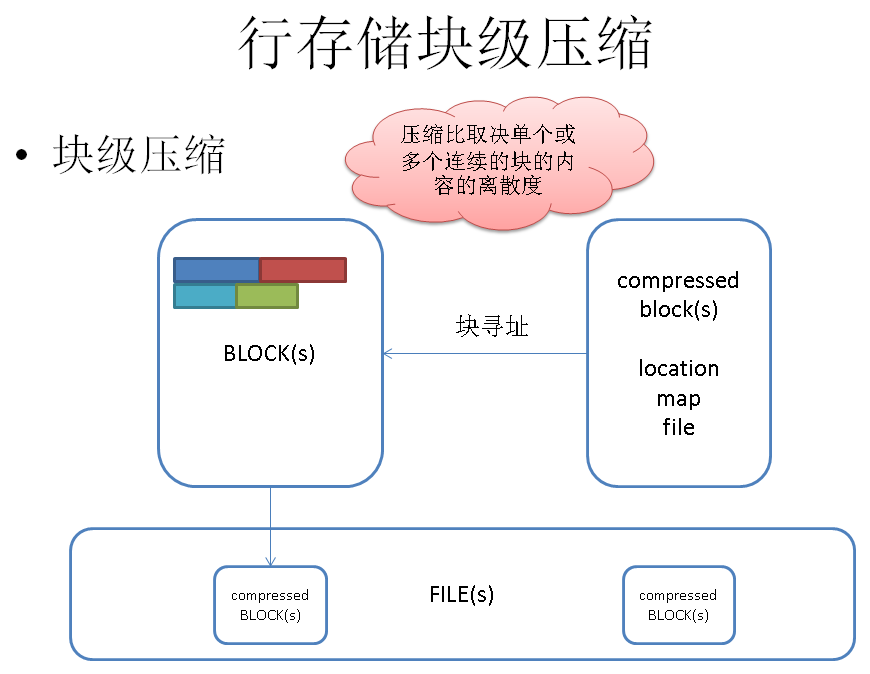 行存储块级压缩
• 块级压缩
压缩比取决单个或
多个连续的块的内
容的离散度
BLOCK(s)
块寻址
compressed
block(s)
location
map
file
compressed
BLOCK(s)
FILE(s)
compressed
BLOCK(s)